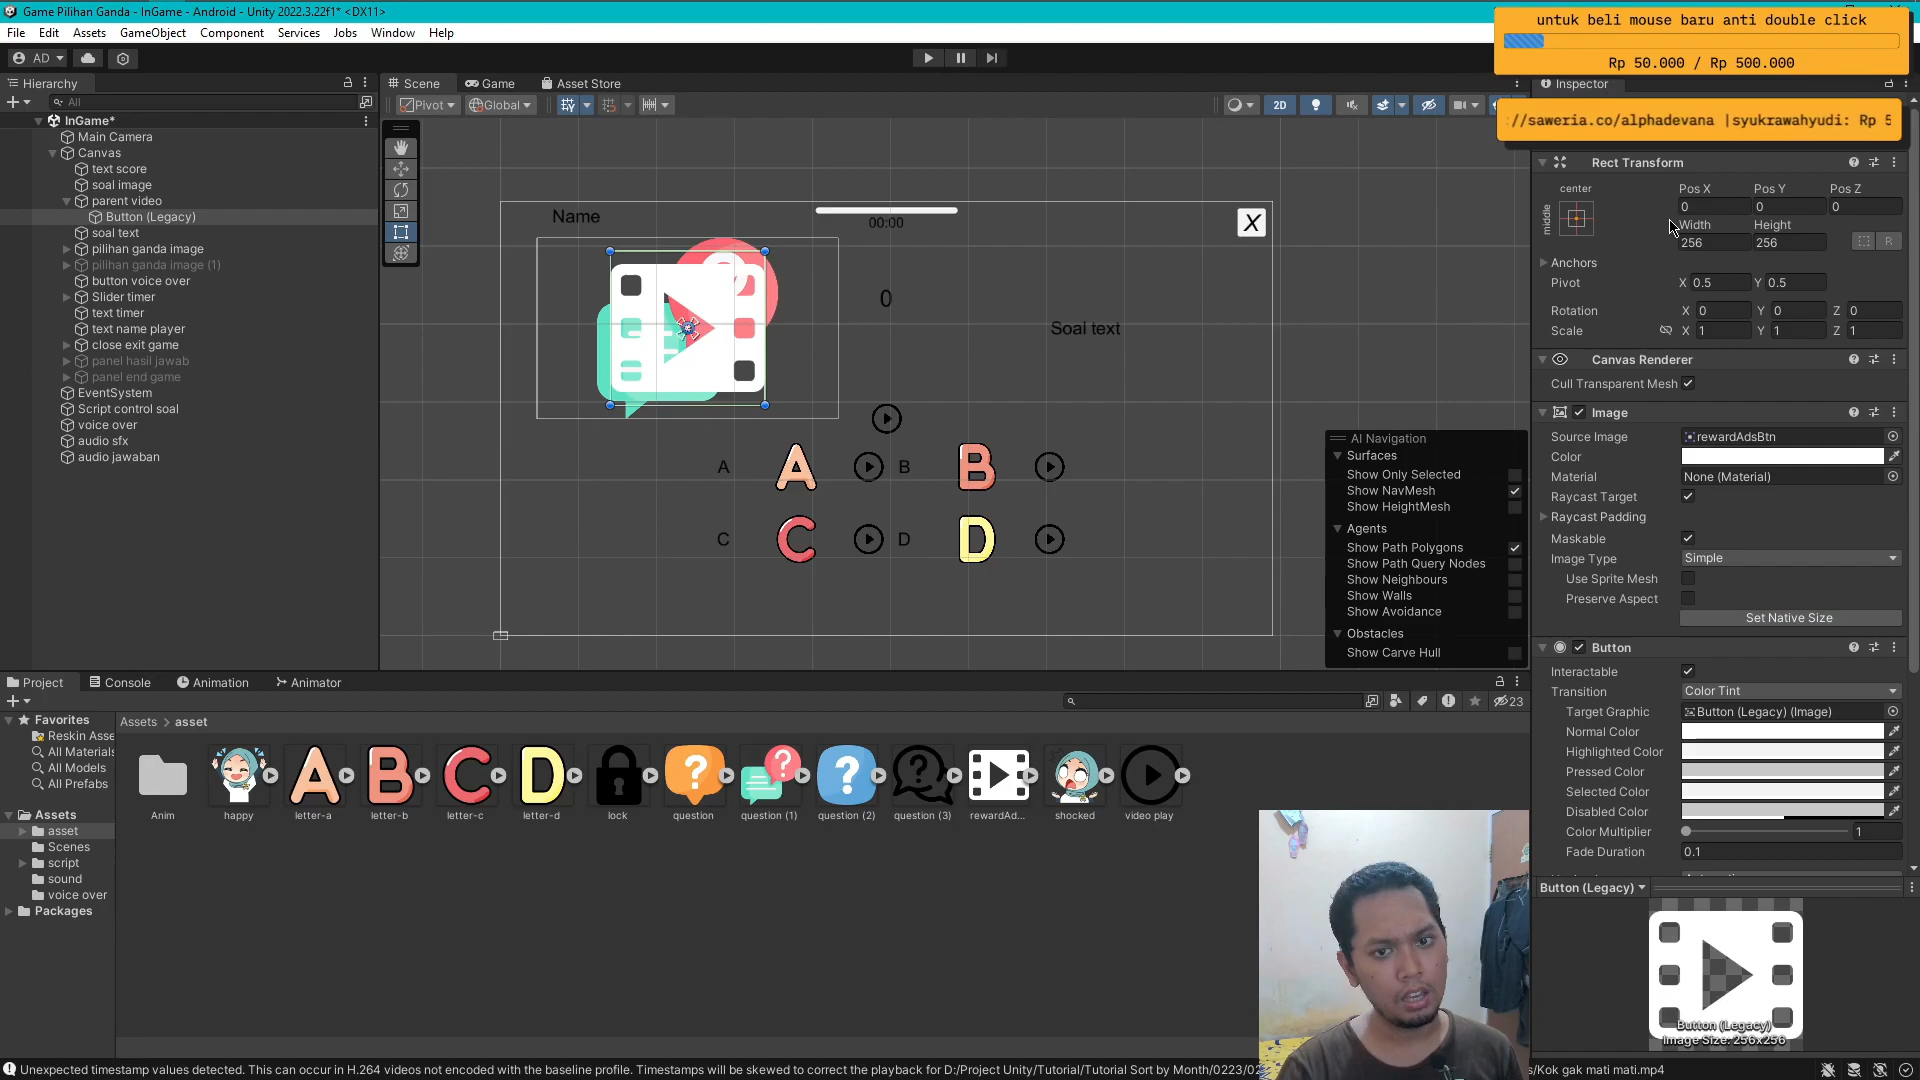 Game Pilihan Ganda - InGame - Android - Unity 2022.3.22f1* <DX11>
File Edit Assets GameObject Component Services Jobs Window Help
untuk beli mouse baru anti double click
Rp 50.000 / Rp 500.000
AD
Hierarchy
Scene
Game
Asset Store
Inspector
All
Pivot
Global
2D
://saweria.co/alphadevana |syukrawahyudi: Rp 5
InGame*
Main Camera
Canvas
text score
soal image
parent video
Button (Legacy)
soal text
pilihan ganda image
pilihan ganda image (1)
button voice over
Slider timer
text timer
text name player
close exit game
panel hasil jawab
panel end game
EventSystem
Script control soal
voice over
audio sfx
audio jawaban
Name
00:00
X
0
Soal text
A A B B
C C D D
AI Navigation
Surfaces
Show Only Selected
Show NavMesh
Show HeightMesh
Agents
Show Path Polygons
Show Path Query Nodes
Show Neighbours
Show Walls
Show Avoidance
Obstacles
Show Carve Hull
Rect Transform
center
middle
Pos X Pos Y Pos Z
0 0 0
Width Height
256 256
R
Anchors
Pivot X 0.5 Y 0.5
Rotation X 0 Y 0 Z 0
Scale X 1 Y 1 Z 1
Canvas Renderer
Cull Transparent Mesh
Image
Source Image rewardAdsBtn
Color
Material None (Material)
Raycast Target
Raycast Padding
Maskable
Image Type Simple
Use Sprite Mesh
Preserve Aspect
Set Native Size
Button
Interactable
Transition Color Tint
Target Graphic Button (Legacy) (Image)
Normal Color
Highlighted Color
Pressed Color
Selected Color
Disabled Color
Color Multiplier 1
Fade Duration 0.1
Button (Legacy)
Button (Legacy)
Image Size: 256x256
Project
Console
Animation
Animator
23
Favorites
Reskin Asse
All Materials
All Models
All Prefabs
Assets
asset
Scenes
script
sound
voice over
Packages
Assets > asset
A B C D ? ? ? ?
Anim happy letter-a letter-b letter-c letter-d lock question question (1) question (2) question (3) rewardAd... shocked video play
Unexpected timestamp values detected. This can occur in H.264 videos not encoded with the baseline profile. Timestamps will be skewed to correct the playback for D:/Project Unity/Tutorial/Tutorial Sort by Month/0223/02
s/Kok gak mati mati.mp4